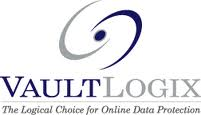 VAULTLOGIX
The Logical Choice for Online Data Protection